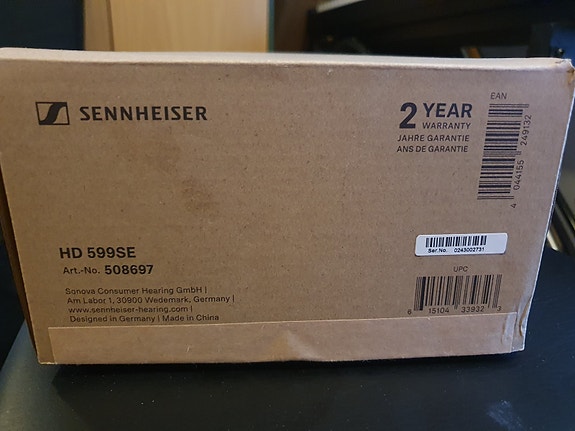 SENNHEISER
2 YEAR
WARRANTY
JAHRE GARANTIE
ANS DE GARANTIE
EAN
4 044155 249132
Ser.No. 0243002731
HD 599SE
Art.-No. 508697
Sonova Consumer Hearing GmbH |
Am Labor 1, 30900 Wedemark, Germany |
www.sennheiser-hearing.com |
Designed in Germany | Made in China
UPC
6 15104 33932 3